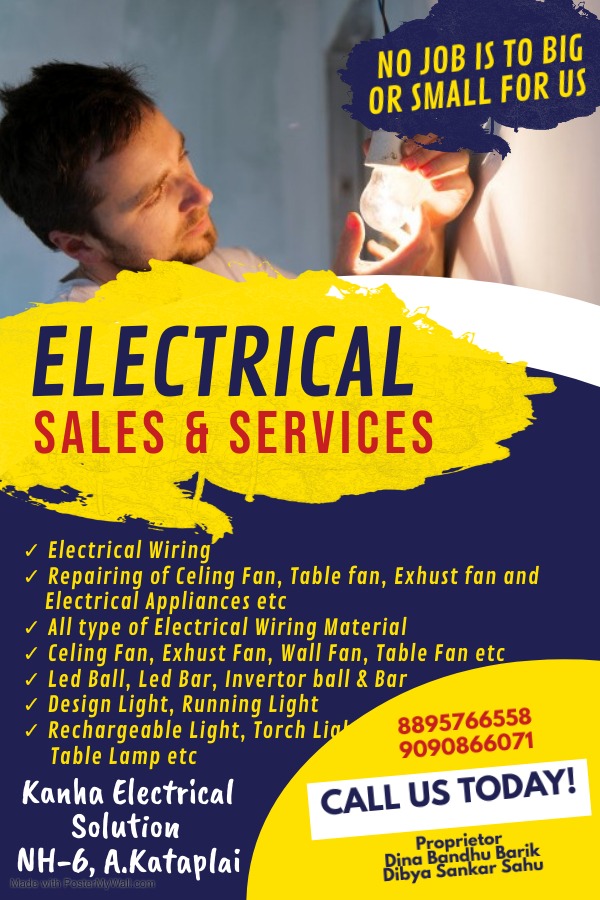 NO JOB IS TO BIG
OR SMALL FOR US
ELECTRICAL
SALES & SERVICES
✓ Electrical Wiring
✓ Repairing of Celing Fan, Table fan, Exhust fan and
Electrical Appliances etc
✓ All type of Electrical Wiring Material
✓ Celing Fan, Exhust Fan, Wall Fan, Table Fan etc
✓ Led Ball, Led Bar, Invertor ball & Bar
✓ Design Light, Running Light
✓ Rechargeable Light, Torch
Table Lamp etc
8895766558
9090866071
CALL US TODAY!
Proprietor
Dina Bandhu Barik
Dibya Sankar Sahu
Kanha Electrical
Solution
NH-6, A.Kataplai
Made with PosterMyWall.com